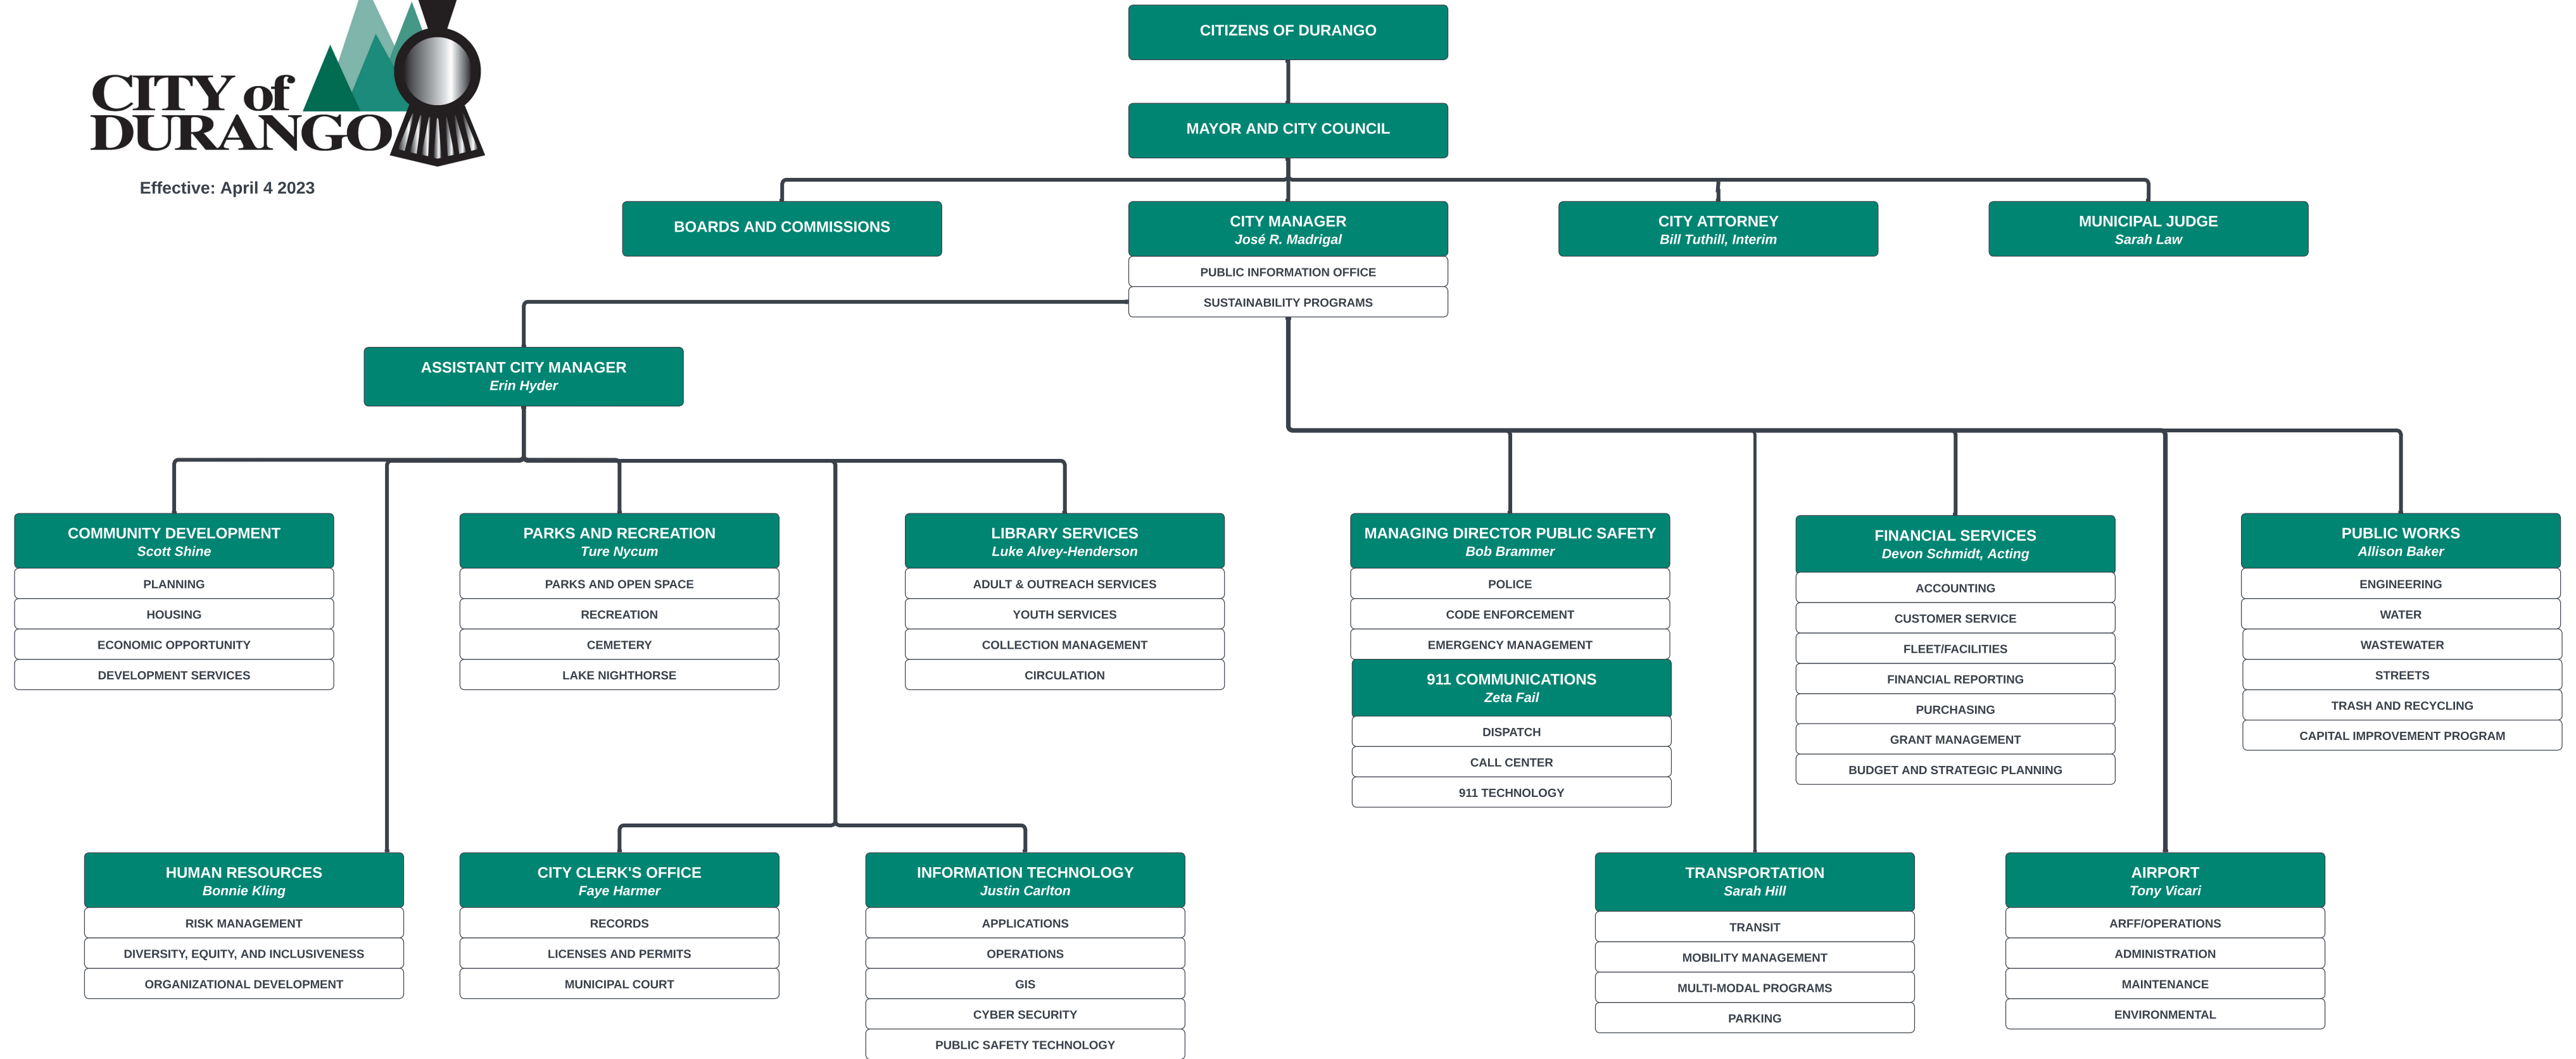 CITY of
DURANGO
Effective: April 4 2023
CITIZENS OF DURANGO
MAYOR AND CITY COUNCIL
BOARDS AND COMMISSIONS
CITY MANAGER
José R. Madrigal
PUBLIC INFORMATION OFFICE
SUSTAINABILITY PROGRAMS
CITY ATTORNEY
Bill Tuthill, Interim
MUNICIPAL JUDGE
Sarah Law
ASSISTANT CITY MANAGER
Erin Hyder
COMMUNITY DEVELOPMENT
Scott Shine
PLANNING
HOUSING
ECONOMIC OPPORTUNITY
DEVELOPMENT SERVICES
PARKS AND RECREATION
Ture Nycum
PARKS AND OPEN SPACE
RECREATION
CEMETERY
LAKE NIGHTHORSE
LIBRARY SERVICES
Luke Alvey-Henderson
ADULT & OUTREACH SERVICES
YOUTH SERVICES
COLLECTION MANAGEMENT
CIRCULATION
MANAGING DIRECTOR PUBLIC SAFETY
Bob Brammer
POLICE
CODE ENFORCEMENT
EMERGENCY MANAGEMENT
911 COMMUNICATIONS
Zeta Fail
DISPATCH
CALL CENTER
911 TECHNOLOGY
FINANCIAL SERVICES
Devon Schmidt, Acting
ACCOUNTING
CUSTOMER SERVICE
FLEET/FACILITIES
FINANCIAL REPORTING
PURCHASING
GRANT MANAGEMENT
BUDGET AND STRATEGIC PLANNING
PUBLIC WORKS
Allison Baker
ENGINEERING
WATER
WASTEWATER
STREETS
TRASH AND RECYCLING
CAPITAL IMPROVEMENT PROGRAM
HUMAN RESOURCES
Bonnie Kling
RISK MANAGEMENT
DIVERSITY, EQUITY, AND INCLUSIVENESS
ORGANIZATIONAL DEVELOPMENT
CITY CLERK'S OFFICE
Faye Harmer
RECORDS
LICENSES AND PERMITS
MUNICIPAL COURT
INFORMATION TECHNOLOGY
Justin Carlton
APPLICATIONS
OPERATIONS
GIS
CYBER SECURITY
PUBLIC SAFETY TECHNOLOGY
TRANSPORTATION
Sarah Hill
TRANSIT
MOBILITY MANAGEMENT
MULTI-MODAL PROGRAMS
PARKING
AIRPORT
Tony Vicari
ARFF/OPERATIONS
ADMINISTRATION
MAINTENANCE
ENVIRONMENTAL